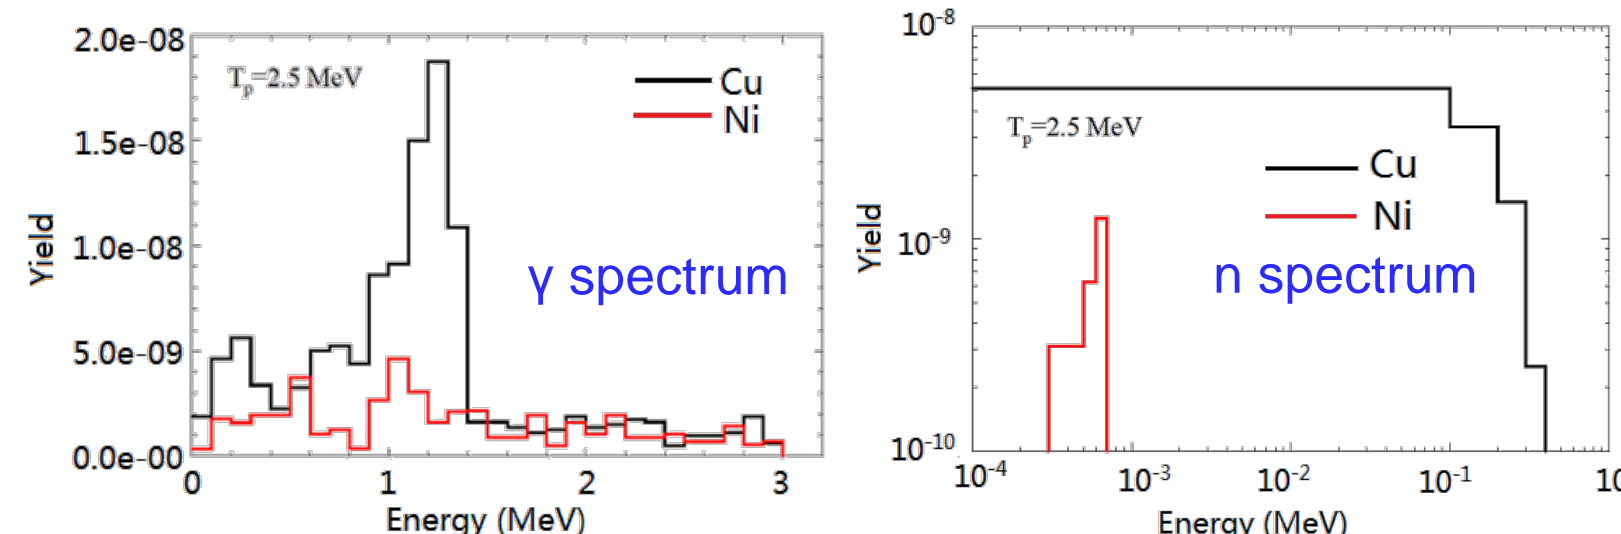 2.0e-08
1.5e-08
1.0e-08
5.0e-09
0.0e-00
Yield
Tp=2.5 MeV
Cu
Ni
γ spectrum
0 1 2 3
Energy (MeV)
10-8
10-9
10-10
Yield
Tp=2.5 MeV
Cu
Ni
n spectrum
10-4 10-3 10-2 10-1
Energy (MeV)